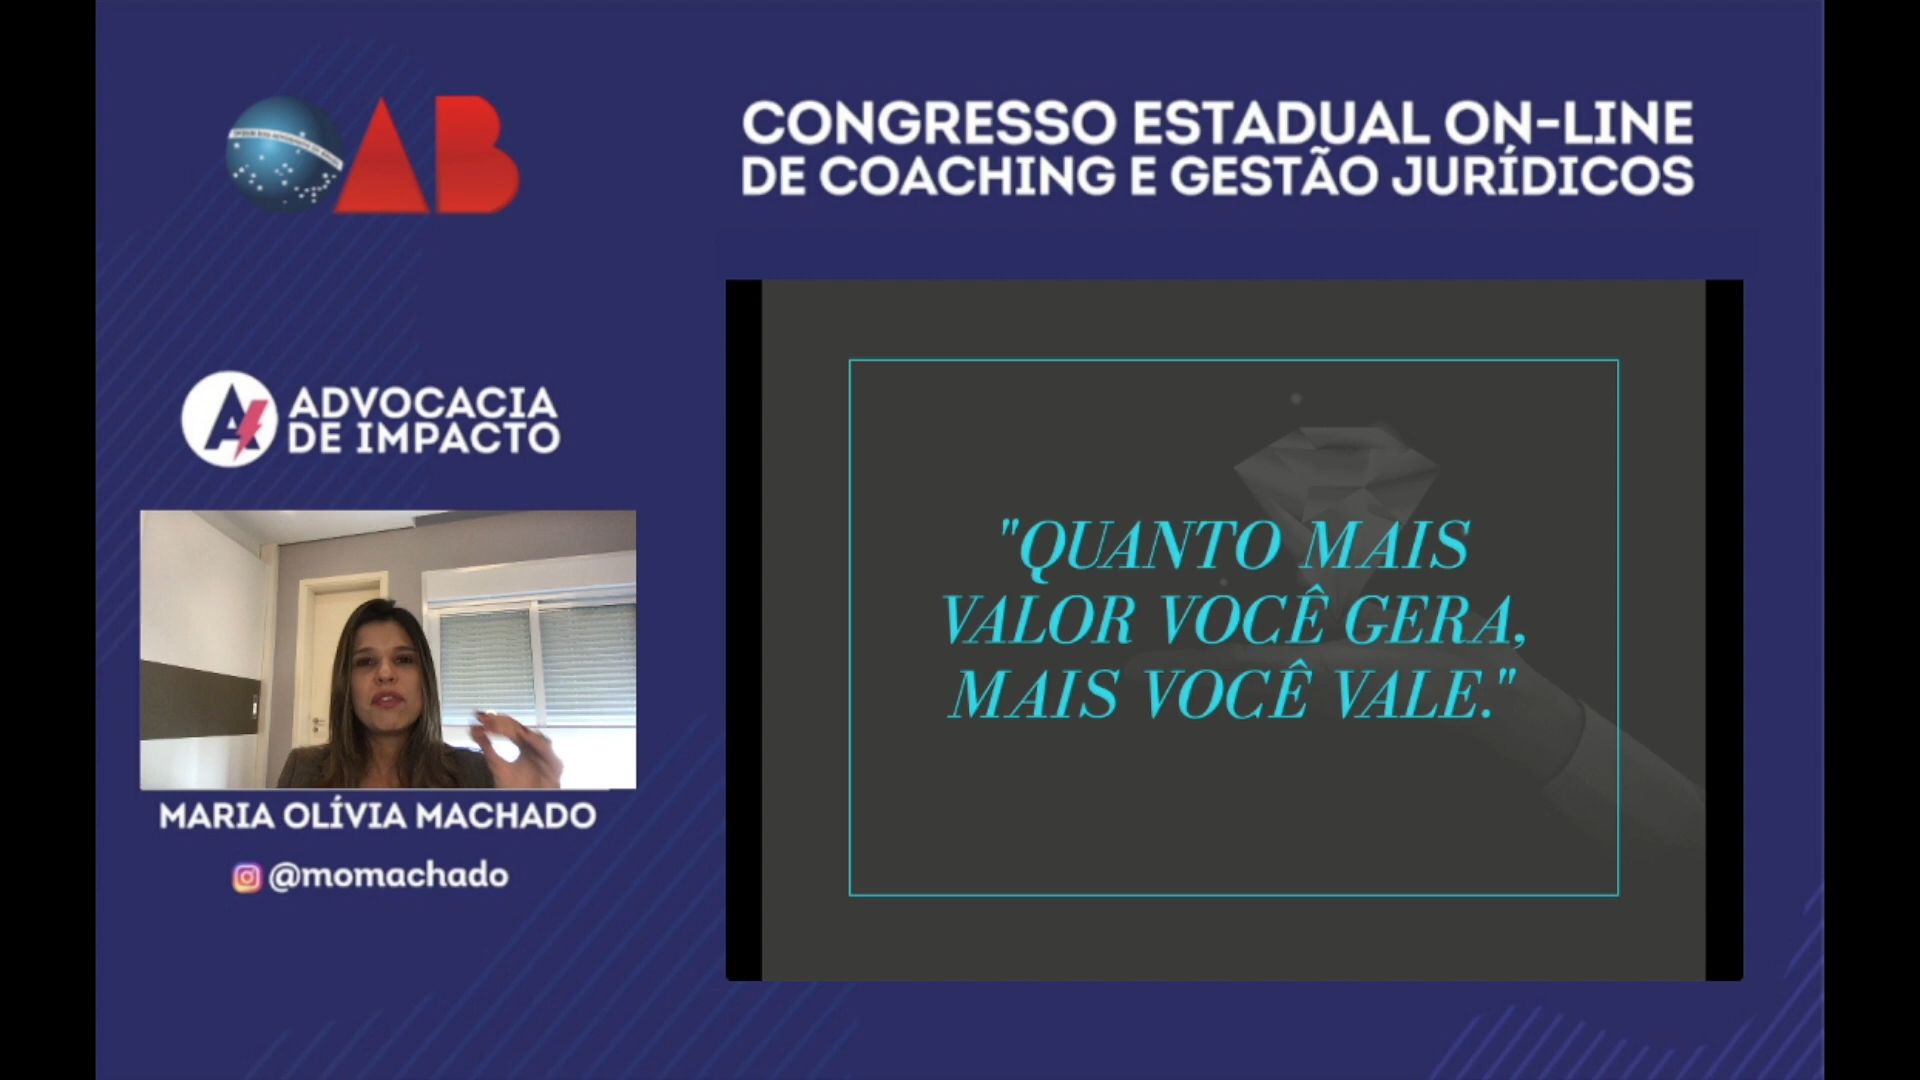 OAB
CONGRESSO ESTADUAL ON-LINE
DE COACHING E GESTÃO JURÍDICOS
ADVOCACIA
DE IMPACTO
"QUANTO MAIS
VALOR VOCÊ GERA,
MAIS VOCÊ VALE."
MARIA OLÍVIA MACHADO
@momachado